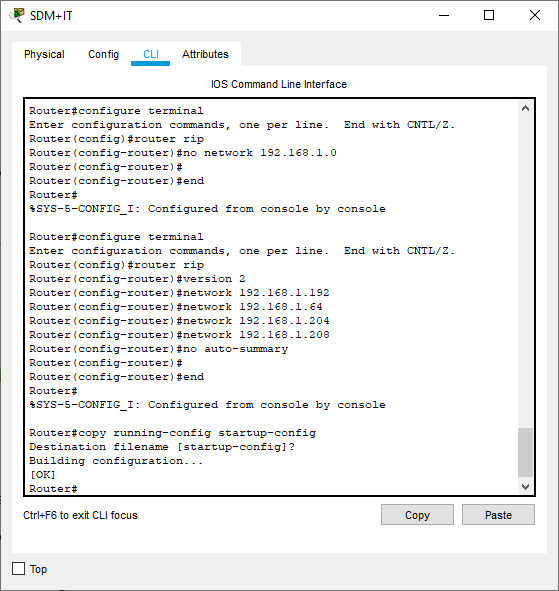 SDM+IT
Physical Config CLI Attributes
IOS Command Line Interface
Router#configure terminal
Enter configuration commands, one per line.  End with CNTL/Z.
Router(config)#router rip
Router(config-router)#no network 192.168.1.0
Router(config-router)#
Router(config-router)#end
Router#
%SYS-5-CONFIG_I: Configured from console by console
Router#configure terminal
Enter configuration commands, one per line.  End with CNTL/Z.
Router(config)#router rip
Router(config-router)#version 2
Router(config-router)#network 192.168.1.192
Router(config-router)#network 192.168.1.64
Router(config-router)#network 192.168.1.204
Router(config-router)#network 192.168.1.208
Router(config-router)#no auto-summary
Router(config-router)#
Router(config-router)#end
Router#
%SYS-5-CONFIG_I: Configured from console by console
Router#copy running-config startup-config
Destination filename [startup-config]?
Building configuration...
[OK]
Router#
Ctrl+F6 to exit CLI focus Copy Paste
Top